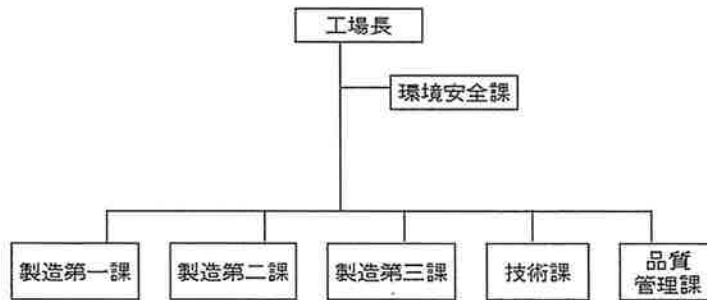 工場長
環境安全課
製造第一課
製造第二課
製造第三課
技術課
品質
管理課